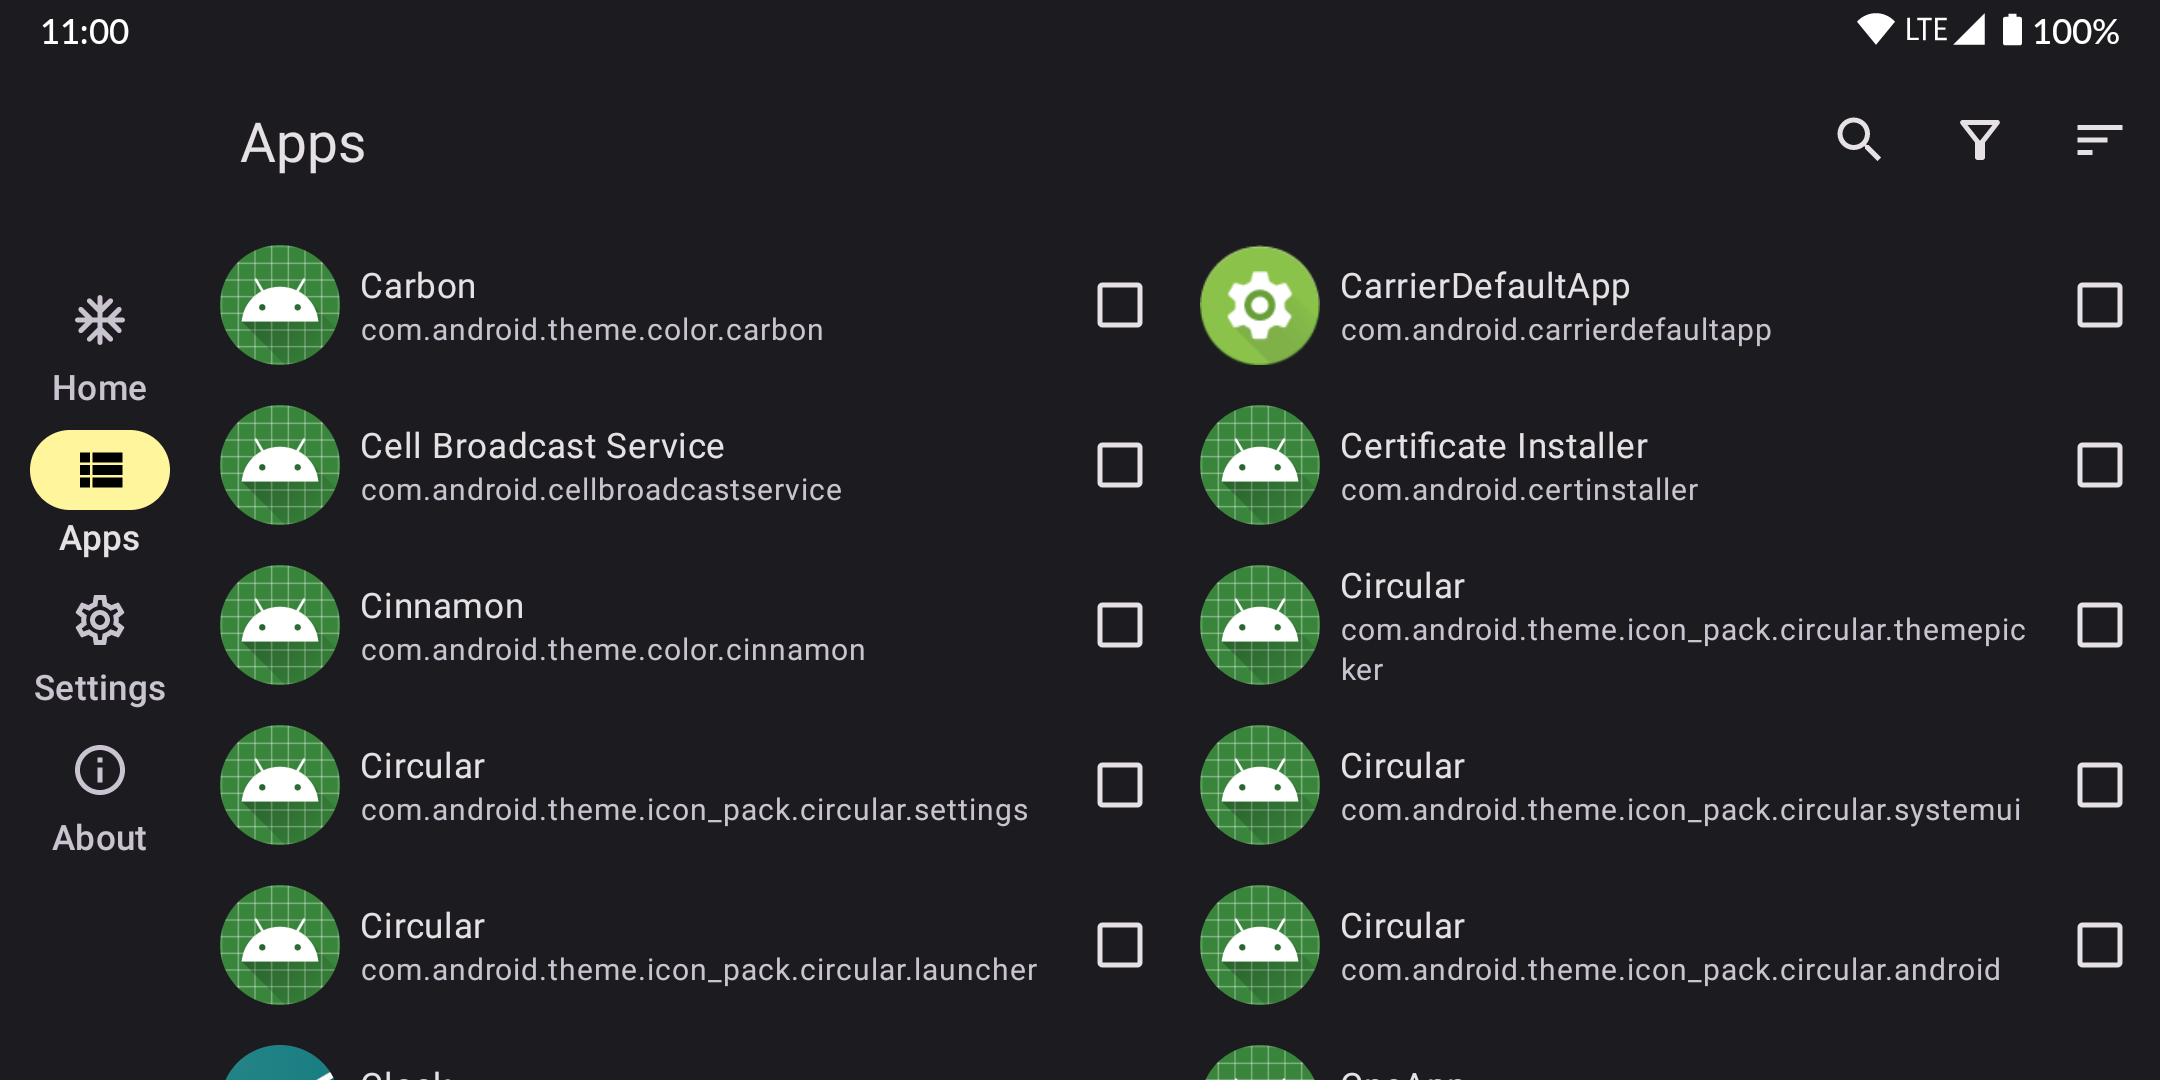 11:00
LTE
100%
Apps
Home
Apps
Settings
About
Carbon
com.android.theme.color.carbon
CarrierDefaultApp
com.android.carrierdefaultapp
Cell Broadcast Service
com.android.cellbroadcastservice
Certificate Installer
com.android.certinstaller
Cinnamon
com.android.theme.color.cinnamon
Circular
com.android.theme.icon_pack.circular.themepic
ker
Circular
com.android.theme.icon_pack.circular.settings
Circular
com.android.theme.icon_pack.circular.systemui
Circular
com.android.theme.icon_pack.circular.launcher
Circular
com.android.theme.icon_pack.circular.android